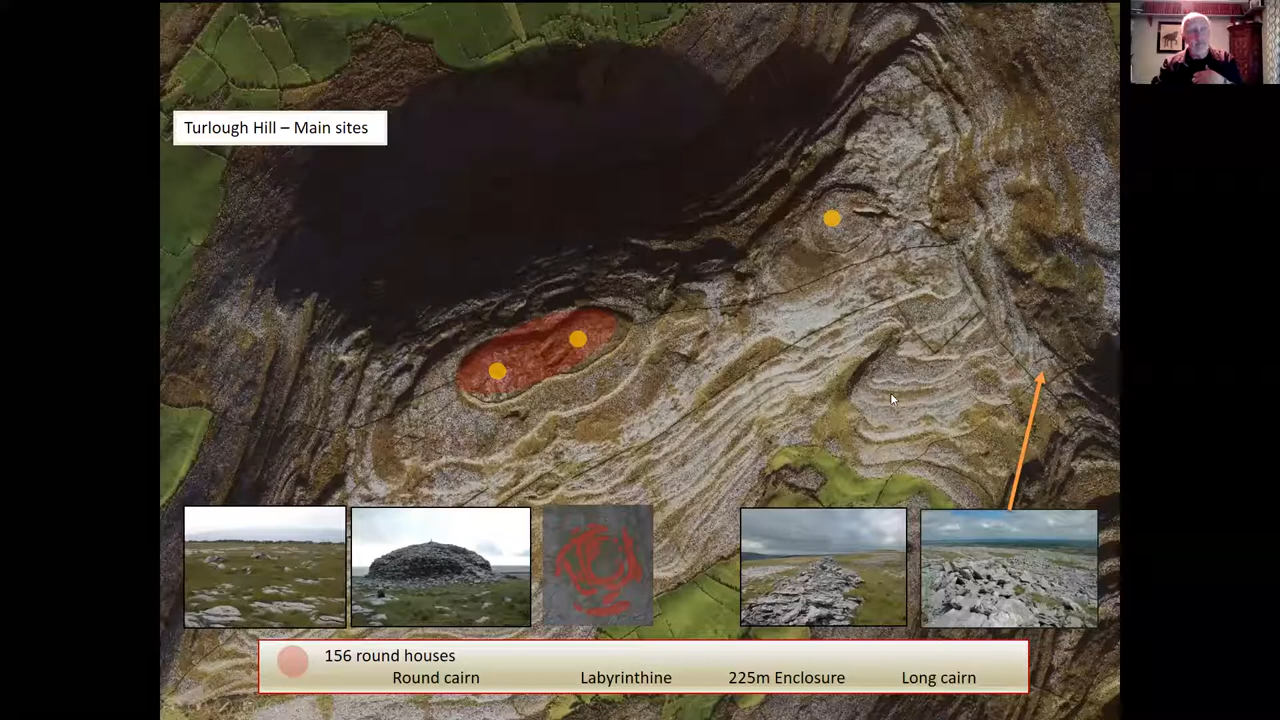 Turlough Hill – Main sites
156 round houses
Round cairn Labyrinthine 225m Enclosure Long cairn